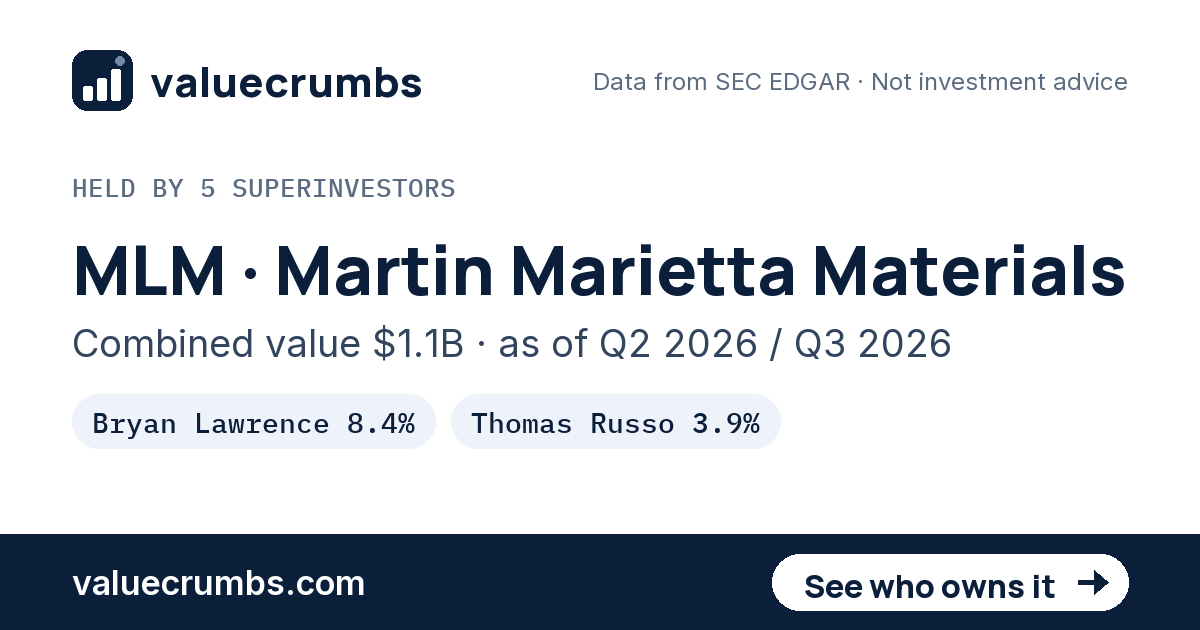 valuecrumbs
Data from SEC EDGAR · Not investment advice
HELD BY 5 SUPERINVESTORS
MLM · Martin Marietta Materials
Combined value $1.1B · as of Q2 2026 / Q3 2026
Bryan Lawrence 8.4%
Thomas Russo 3.9%
valuecrumbs.com
See who owns it →